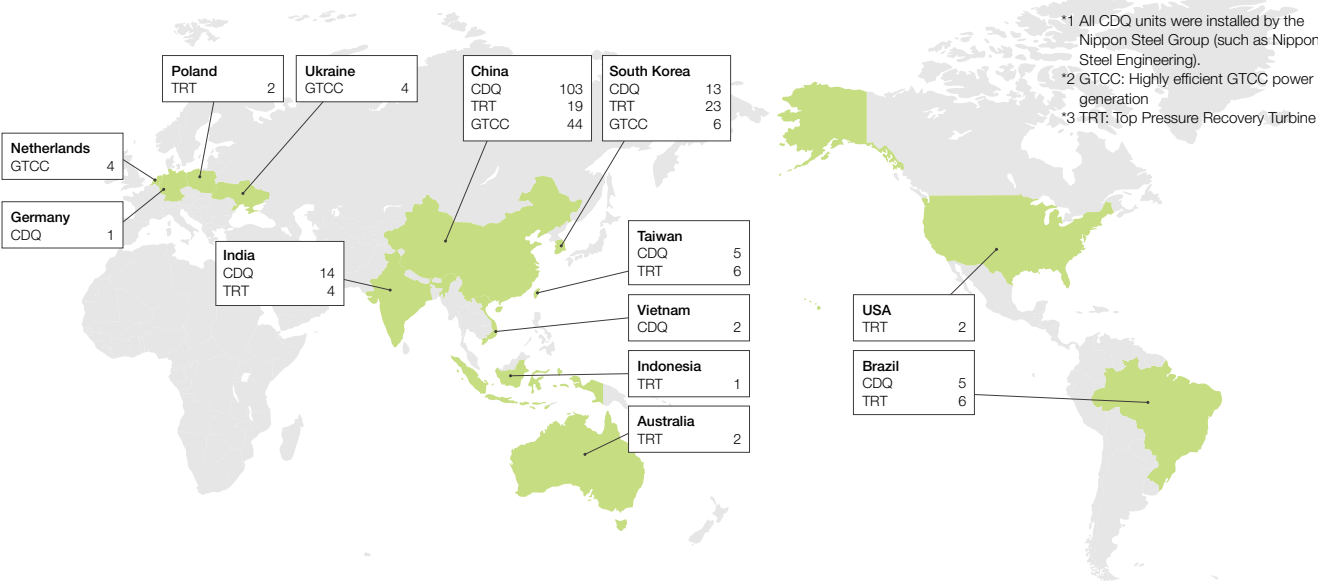 *1 All CDQ units were installed by the
Nippon Steel Group (such as Nippon
Steel Engineering).
*2 GTCC: Highly efficient GTCC power
generation
*3 TRT: Top Pressure Recovery Turbine
Poland
TRT 2
Ukraine
GTCC 4
China
CDQ 103
TRT 19
GTCC 44
South Korea
CDQ 13
TRT 23
GTCC 6
Netherlands
GTCC 4
Germany
CDQ 1
India
CDQ 14
TRT 4
Taiwan
CDQ 5
TRT 6
Vietnam
CDQ 2
Indonesia
TRT 1
Australia
TRT 2
USA
TRT 2
Brazil
CDQ 5
TRT 6